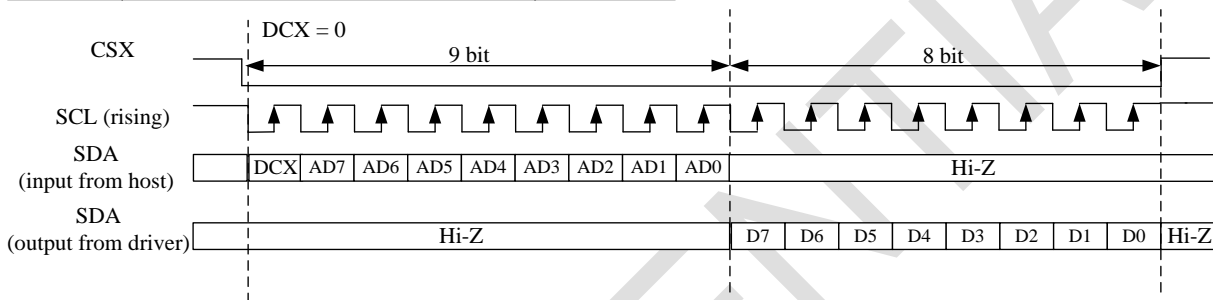 DCX = 0
CSX
9 bit
8 bit
SCL (rising)
SDA
(input from host)
DCX AD7 AD6 AD5 AD4 AD3 AD2 AD1 AD0
Hi-Z
SDA
(output from driver)
Hi-Z
D7 D6 D5 D4 D3 D2 D1 D0 Hi-Z